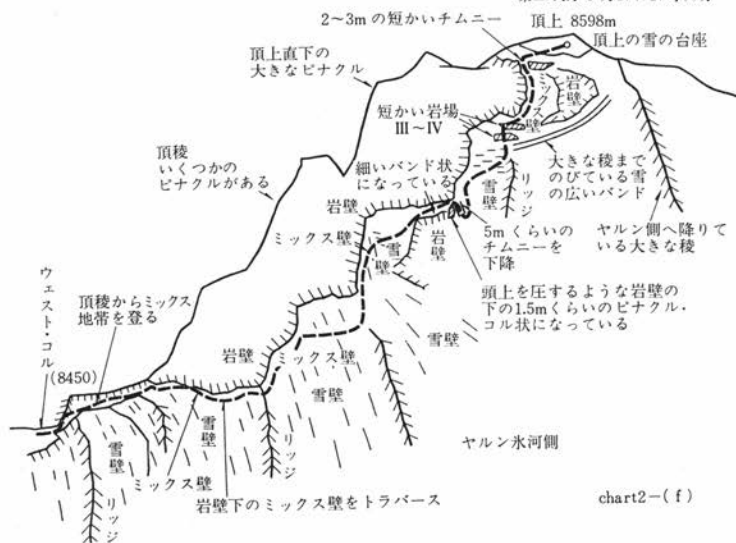 2～3mの短かいチムニー
頂上 8598m
頂上の雪の台座
頂上直下の
大きなピナクル
ミックス壁
岩壁
短かい岩場
III～IV
頂稜
いくつかの
ピナクルがある
細いバンド状
になっている
大きな稜まで
のびている雪
の広いバンド
雪壁
リッジ
岩壁
ミックス壁
雪壁
岩壁
5mくらいの
チムニーを
下降
ヤルン側へ降りて
いる大きな稜
ウェスト・コル
(8450)
頂稜からミックス
地帯を登る
頭上を圧するような岩壁の
下の1.5mくらいのピナクル・
コル状になっている
岩壁
ミックス壁
雪壁
雪壁
リッジ
ヤルン氷河側
雪壁
雪壁
リッジ
ミックス壁
岩壁下のミックス壁をトラバース
chart2-(f)